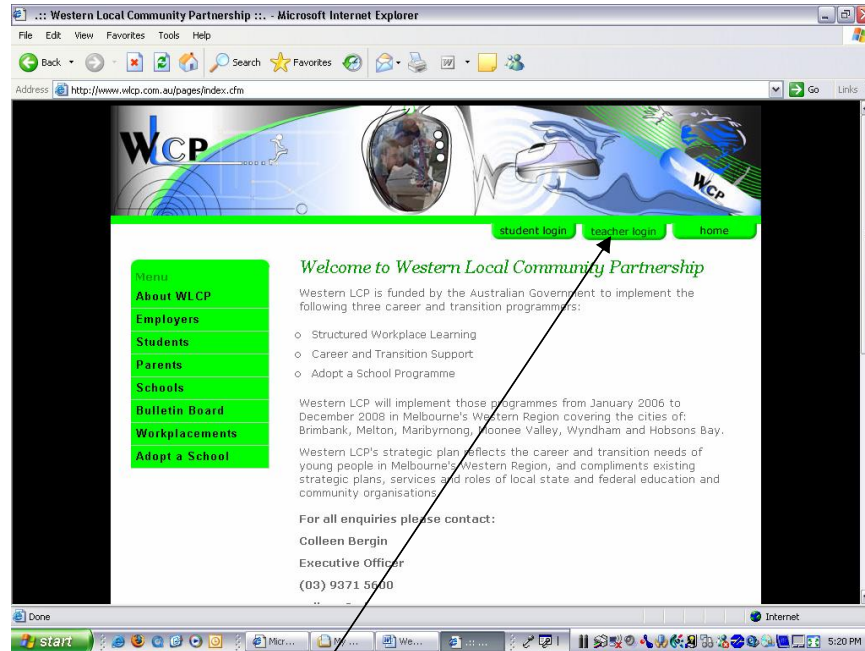 .:: Western Local Community Partnership ::. - Microsoft Internet Explorer
File Edit View Favorites Tools Help
Back Search Favorites
Address http://www.wlcp.com.au/pages/index.cfm Go Links
WLCP
WCP
student login teacher login home
Menu
About WLCP
Employers
Students
Parents
Schools
Bulletin Board
Workplacements
Adopt a School
Welcome to Western Local Community Partnership
Western LCP is funded by the Australian Government to implement the
following three career and transition programmers:
o Structured Workplace Learning
o Career and Transition Support
o Adopt a School Programme
Western LCP will implement those programmes from January 2006 to
December 2008 in Melbourne's Western Region covering the cities of:
Brimbank, Melton, Maribyrnong, Moonee Valley, Wyndham and Hobsons Bay.
Western LCP's strategic plan reflects the career and transition needs of
young people in Melbourne's Western Region, and compliments existing
strategic plans, services and roles of local state and federal education and
community organisations.
For all enquiries please contact:
Colleen Bergin
Executive Officer
(03) 9371 5600
Done Internet
start Micr... My ... We... .:: ... 5:20 PM